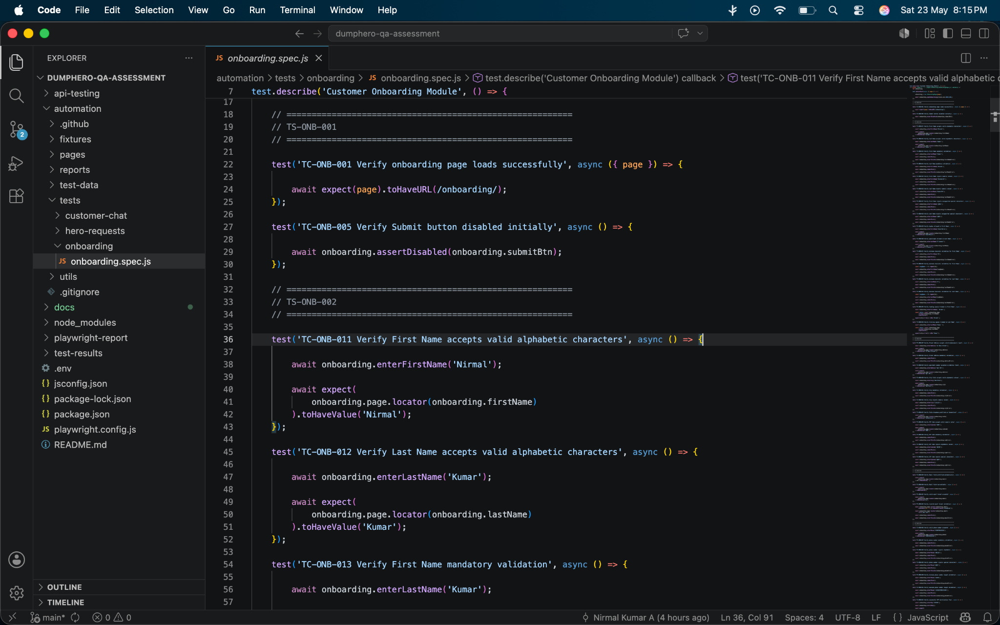 Code File Edit Selection View Go Run Terminal Window Help Sat 23 May 8:15 PM
dumphero-qa-assessment
EXPLORER
JS onboarding.spec.js
automation > tests > onboarding > JS onboarding.spec.js > test.describe('Customer Onboarding Module') callback > test('TC-ONB-011 Verify First Name accepts valid alphabetic
DUMPHERO-QA-ASSESSMENT
api-testing
automation
.github
fixtures
pages
reports
test-data
tests
customer-chat
hero-requests
onboarding
JS onboarding.spec.js
utils
.gitignore
docs
node_modules
playwright-report
test-results
.env
{} jsconfig.json
{} package-lock.json
{} package.json
JS playwright.config.js
README.md
OUTLINE
TIMELINE
2
7 test.describe('Customer Onboarding Module', () => {
17
18 // =========================================================
19 // TS-ONB-001
20 // =========================================================
21
22 test('TC-ONB-001 Verify onboarding page loads successfully', async ({ page }) => {
23
24 await expect(page).toHaveURL(/onboarding/);
25 });
26
27 test('TC-ONB-005 Verify Submit button disabled initially', async () => {
28
29 await onboarding.assertDisabled(onboarding.submitBtn);
30 });
31
32 // =========================================================
33 // TS-ONB-002
34 // =========================================================
35
36 test('TC-ONB-011 Verify First Name accepts valid alphabetic characters', async () => {
37
38 await onboarding.enterFirstName('Nirmal');
39
40 await expect(
41 onboarding.page.locator(onboarding.firstName)
42 ).toHaveValue('Nirmal');
43 });
44
45 test('TC-ONB-012 Verify Last Name accepts valid alphabetic characters', async () => {
46
47 await onboarding.enterLastName('Kumar');
48
49 await expect(
50 onboarding.page.locator(onboarding.lastName)
51 ).toHaveValue('Kumar');
52 });
53
54 test('TC-ONB-013 Verify First Name mandatory validation', async () => {
55
56 await onboarding.enterLastName('Kumar');
57
main* 0 0 Nirmal Kumar A (4 hours ago) Ln 36, Col 91 Spaces: 4 UTF-8 LF {} JavaScript